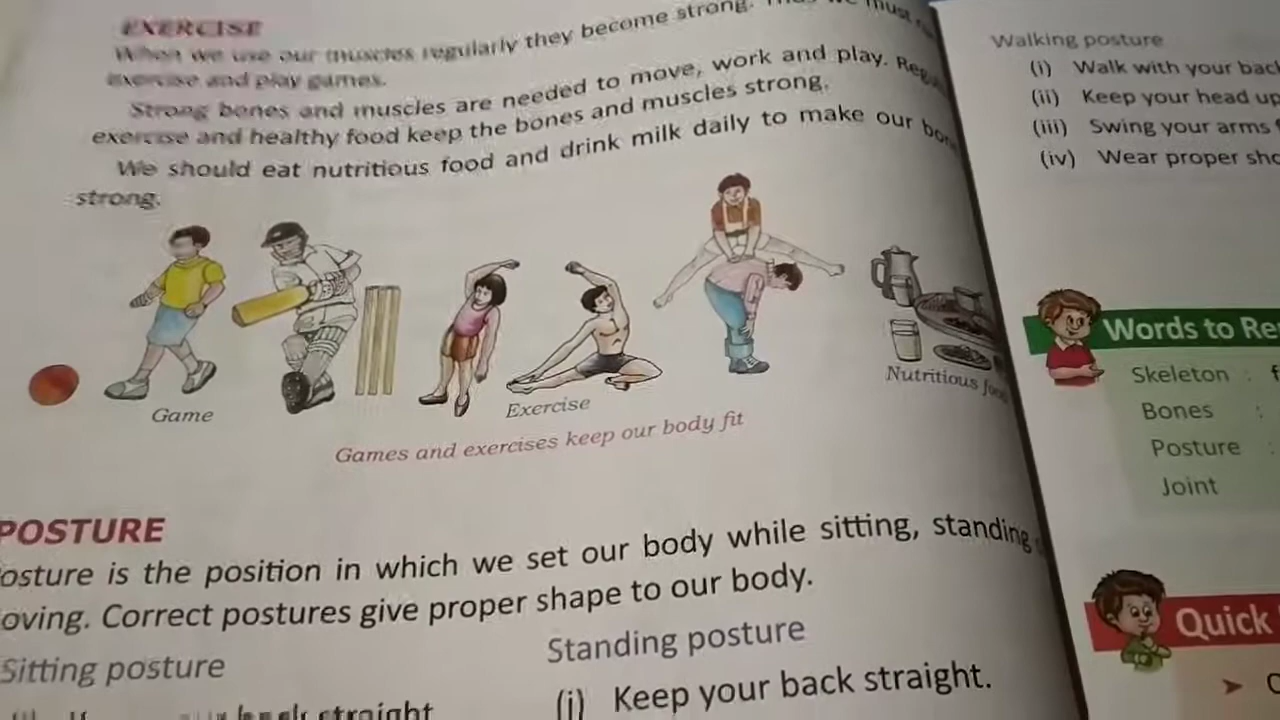 EXERCISE
When we use our muscles regularly they become strong. must
exercise and play games.
Strong bones and muscles are needed to move, work and play.
exercise and healthy food keep the bones and muscles strong.
We should eat nutritious food and drink milk daily to make our
strong.
Game
Exercise
Nutritious
Games and exercises keep our body fit
POSTURE
osture is the position in which we set our body while sitting, standing
oving. Correct postures give proper shape to our body.
Sitting posture
back straight
Standing posture
(i) Keep your back straight.
Walking posture
(i) Walk with your back
(ii) Keep your head up
(iii) Swing your arms
(iv) Wear proper
Words to Re
Skeleton :
Bones :
Posture :
Joint
Quick